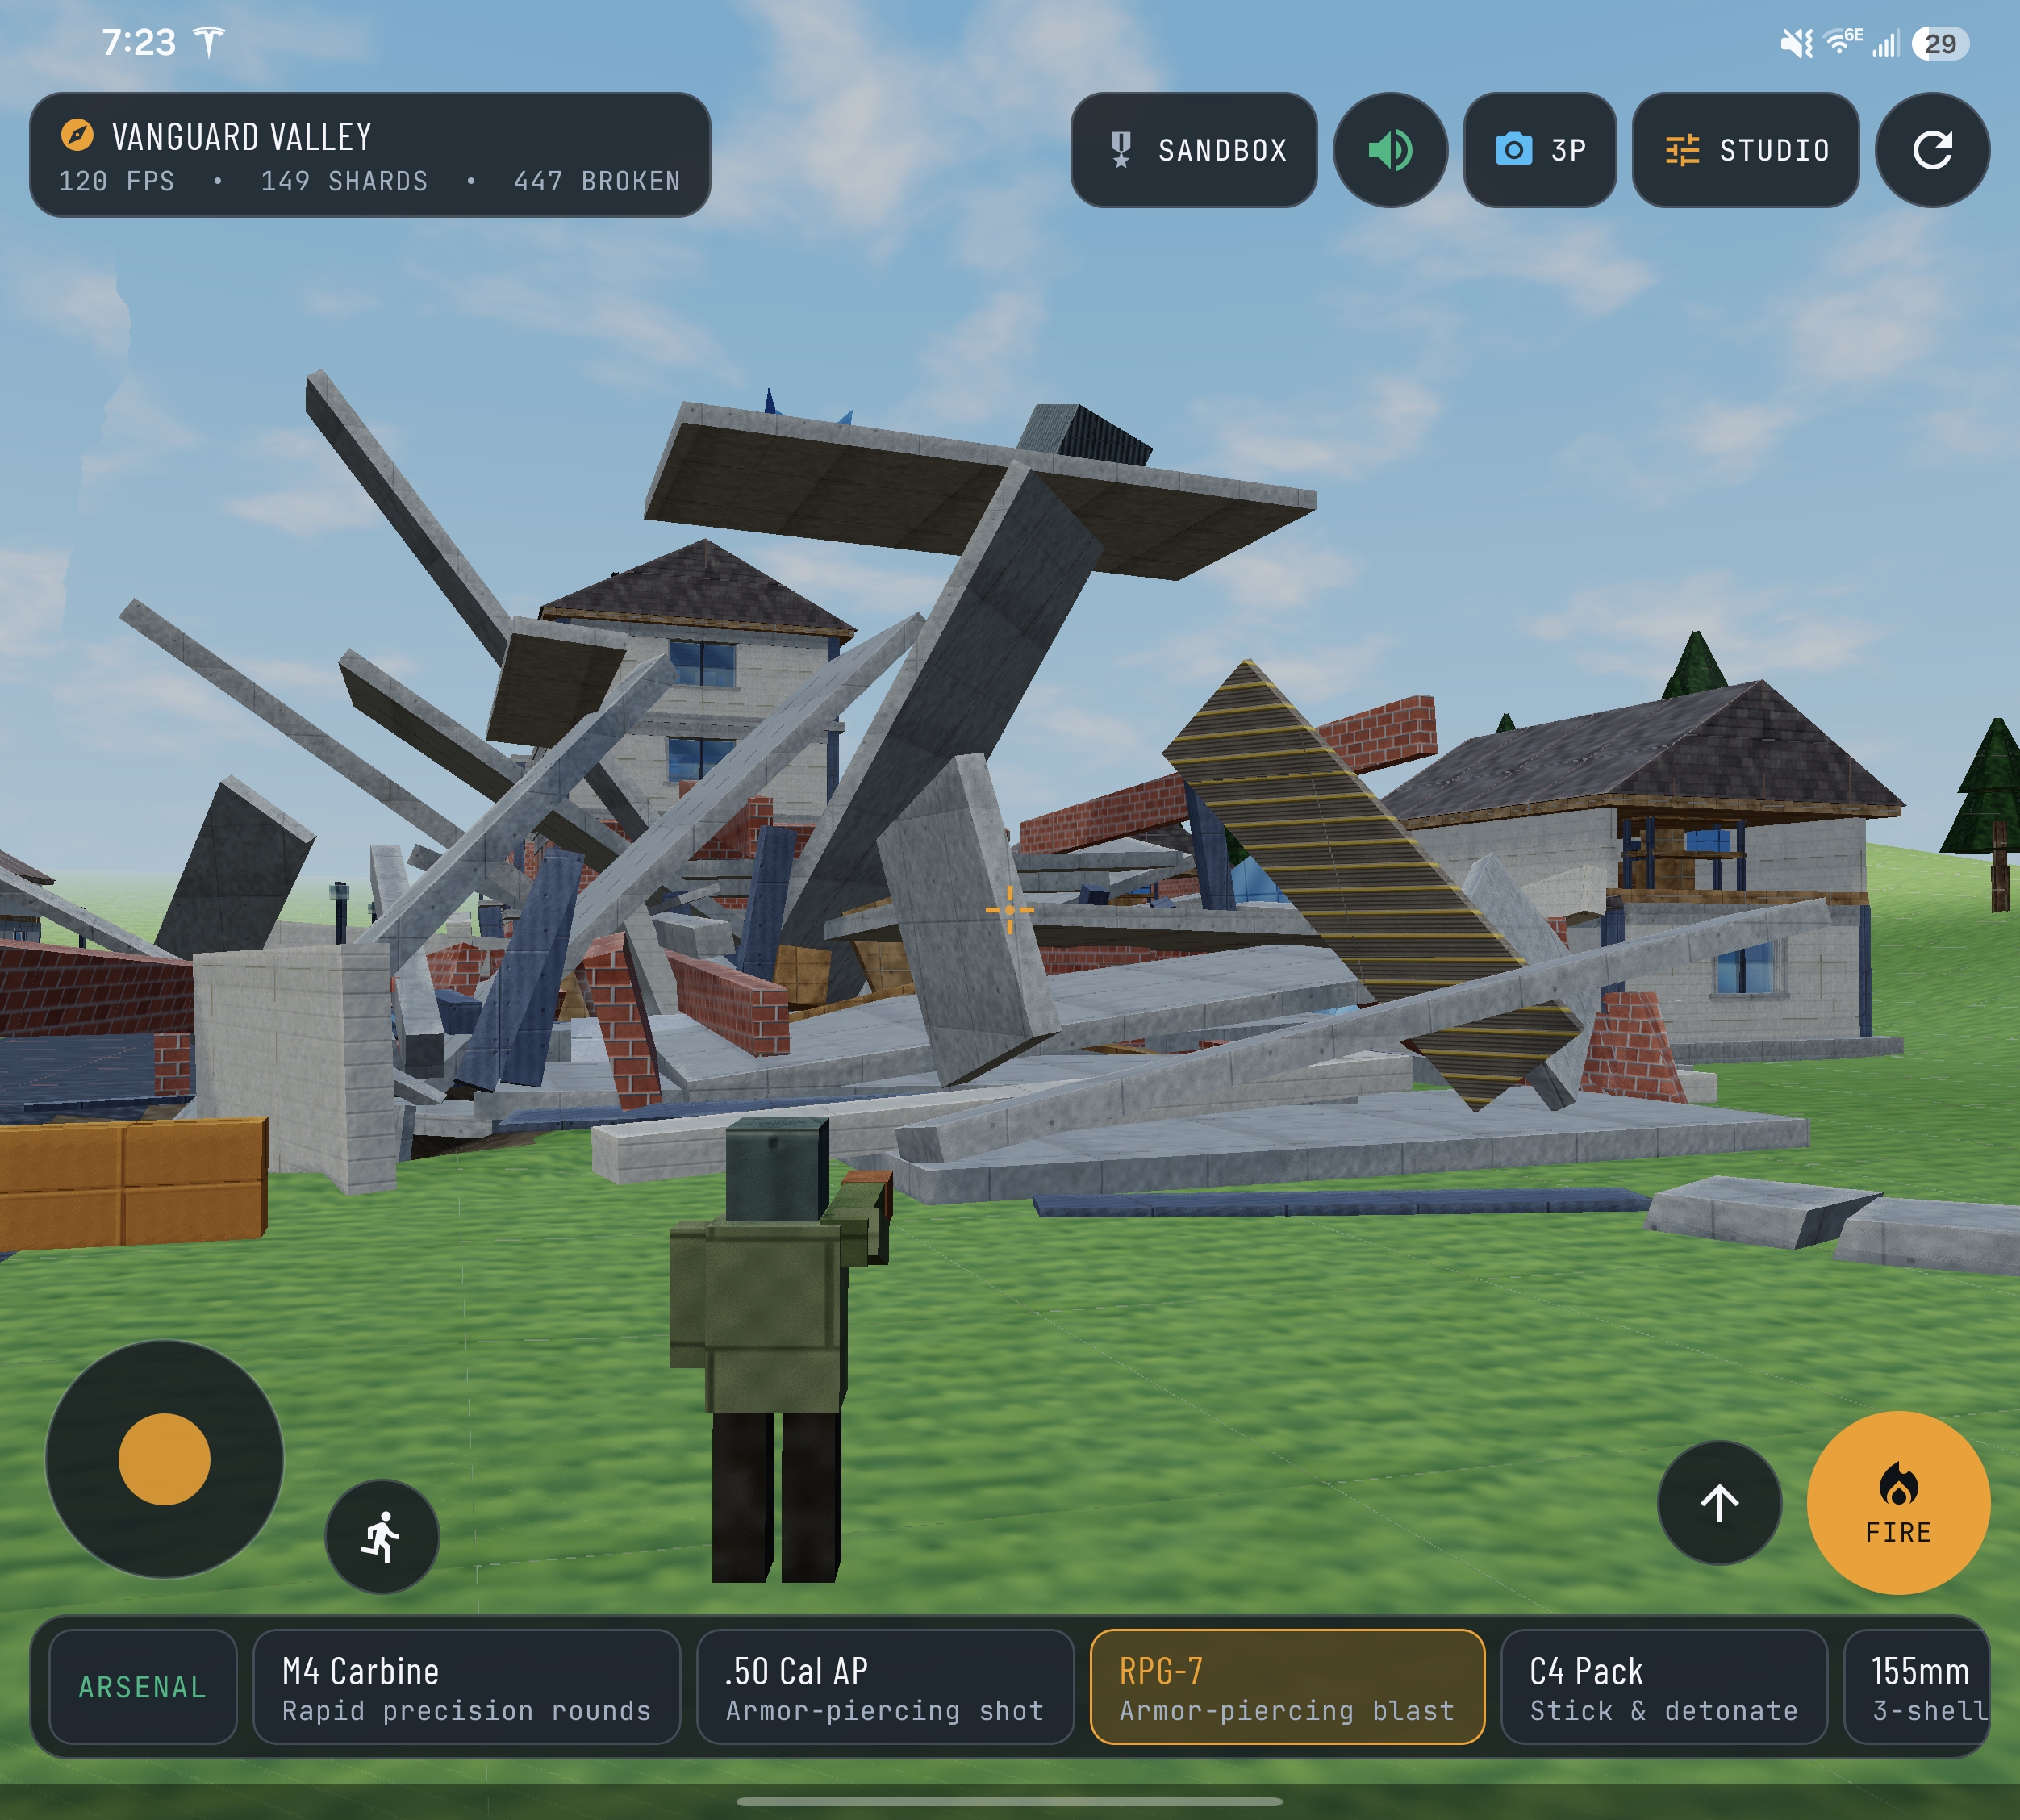 7:23
6E
29
VANGUARD VALLEY
120 FPS • 149 SHARDS • 447 BROKEN
SANDBOX
3P
STUDIO
FIRE
ARSENAL
M4 Carbine
Rapid precision rounds
.50 Cal AP
Armor-piercing shot
RPG-7
Armor-piercing blast
C4 Pack
Stick & detonate
155mm
3-shell